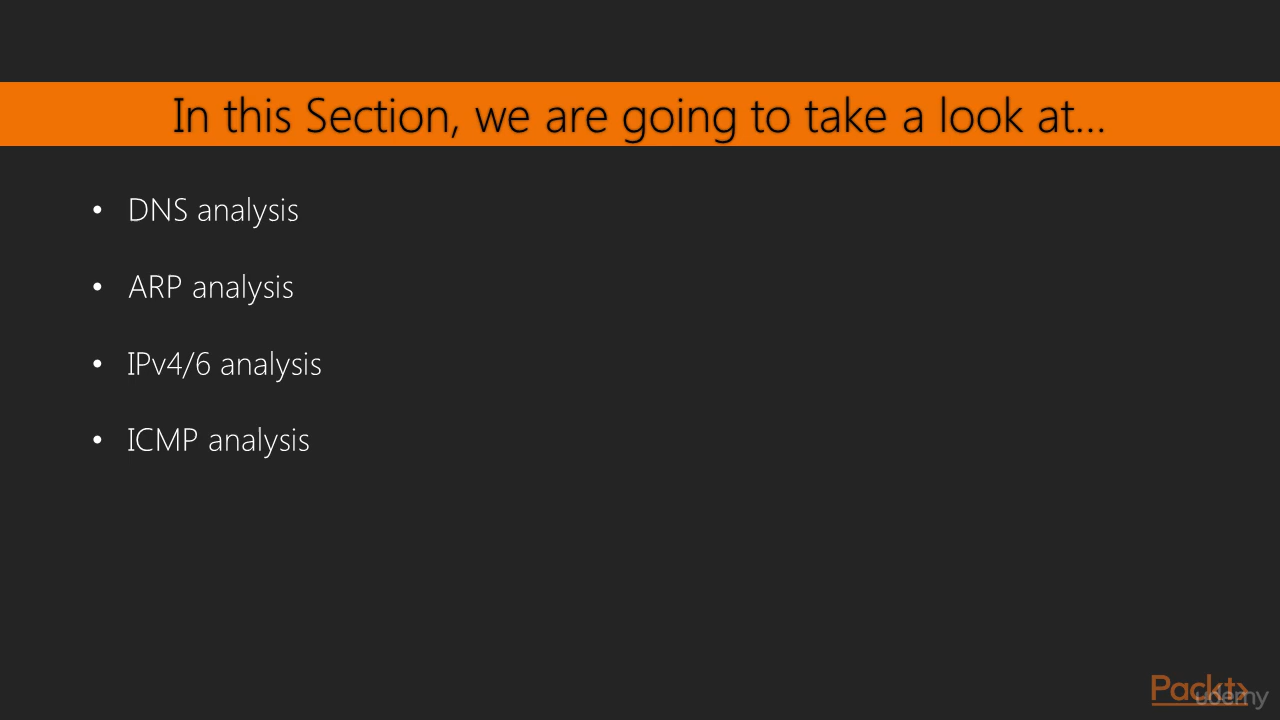 In this Section, we are going to take a look at...
• DNS analysis
• ARP analysis
• IPv4/6 analysis
• ICMP analysis
Packt>
udemy